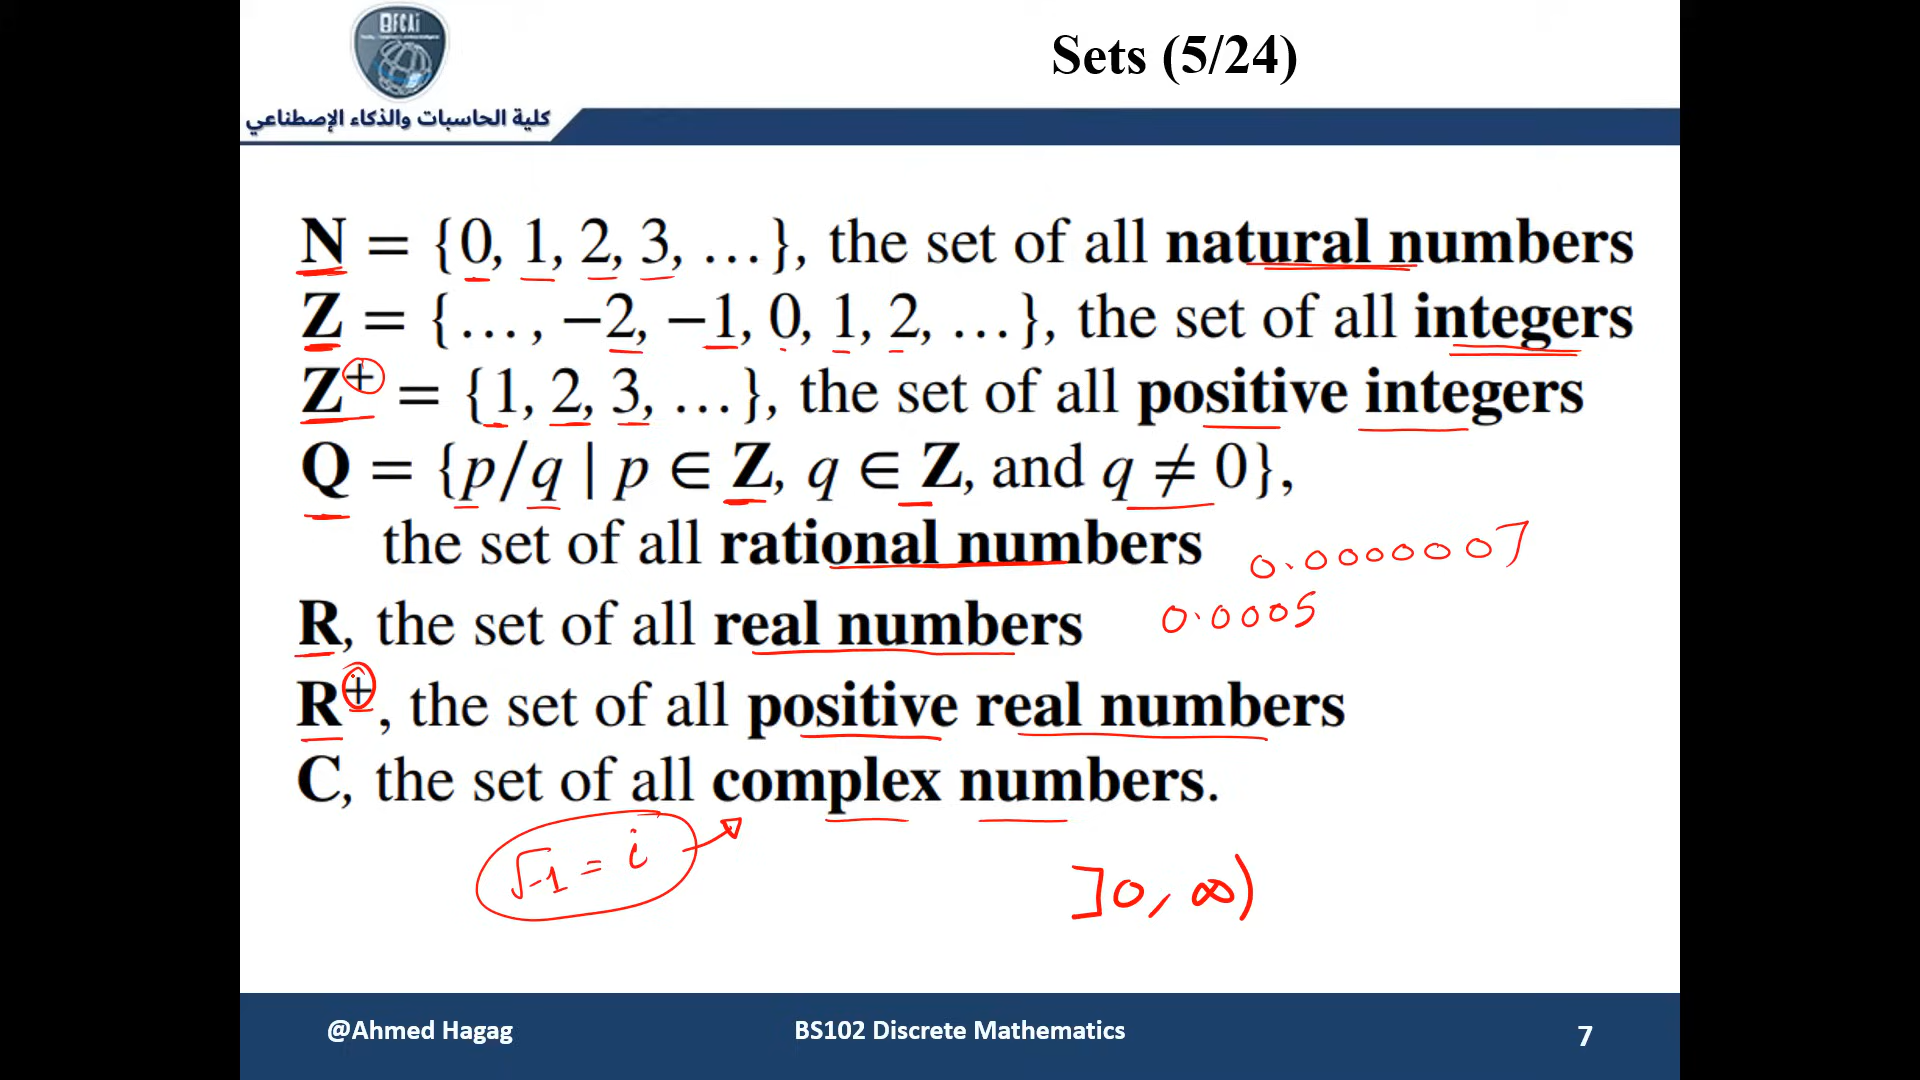 FCAi
كلية الحاسبات والذكاء الإصطناعي
Sets (5/24)
N = {0, 1, 2, 3, …}, the set of all natural numbers
Z = {…, −2, −1, 0, 1, 2, …}, the set of all integers
Z⁺ = {1, 2, 3, …}, the set of all positive integers
Q = {p/q | p ∈ Z, q ∈ Z, and q ≠ 0},
the set of all rational numbers
0.0000007
R, the set of all real numbers
0.0005
R⁺, the set of all positive real numbers
C, the set of all complex numbers.
√-1 = i
]0, ∞)
@Ahmed Hagag
BS102 Discrete Mathematics
7